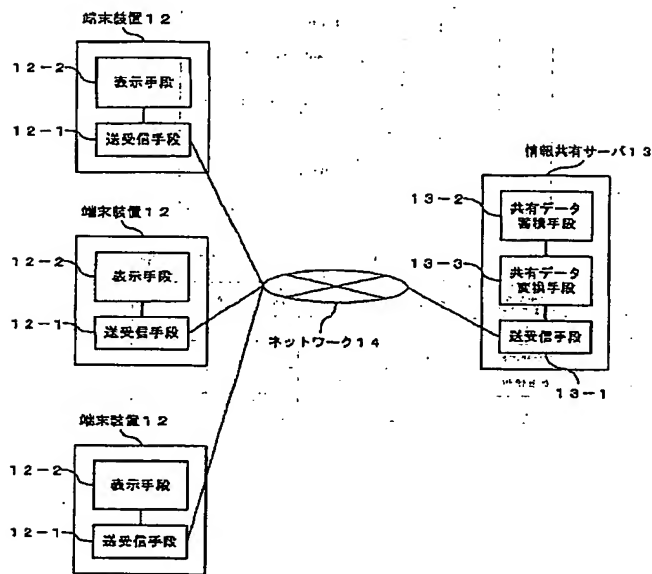 端末装置12
12-2
表示手段
12-1
送受信手段
端末装置12
12-2
表示手段
12-1
送受信手段
端末装置12
12-2
表示手段
12-1
送受信手段
ネットワーク14
情報共有サーバ13
13-2
共有データ
蓄積手段
13-3
共有データ
変換手段
送受信手段
13-1